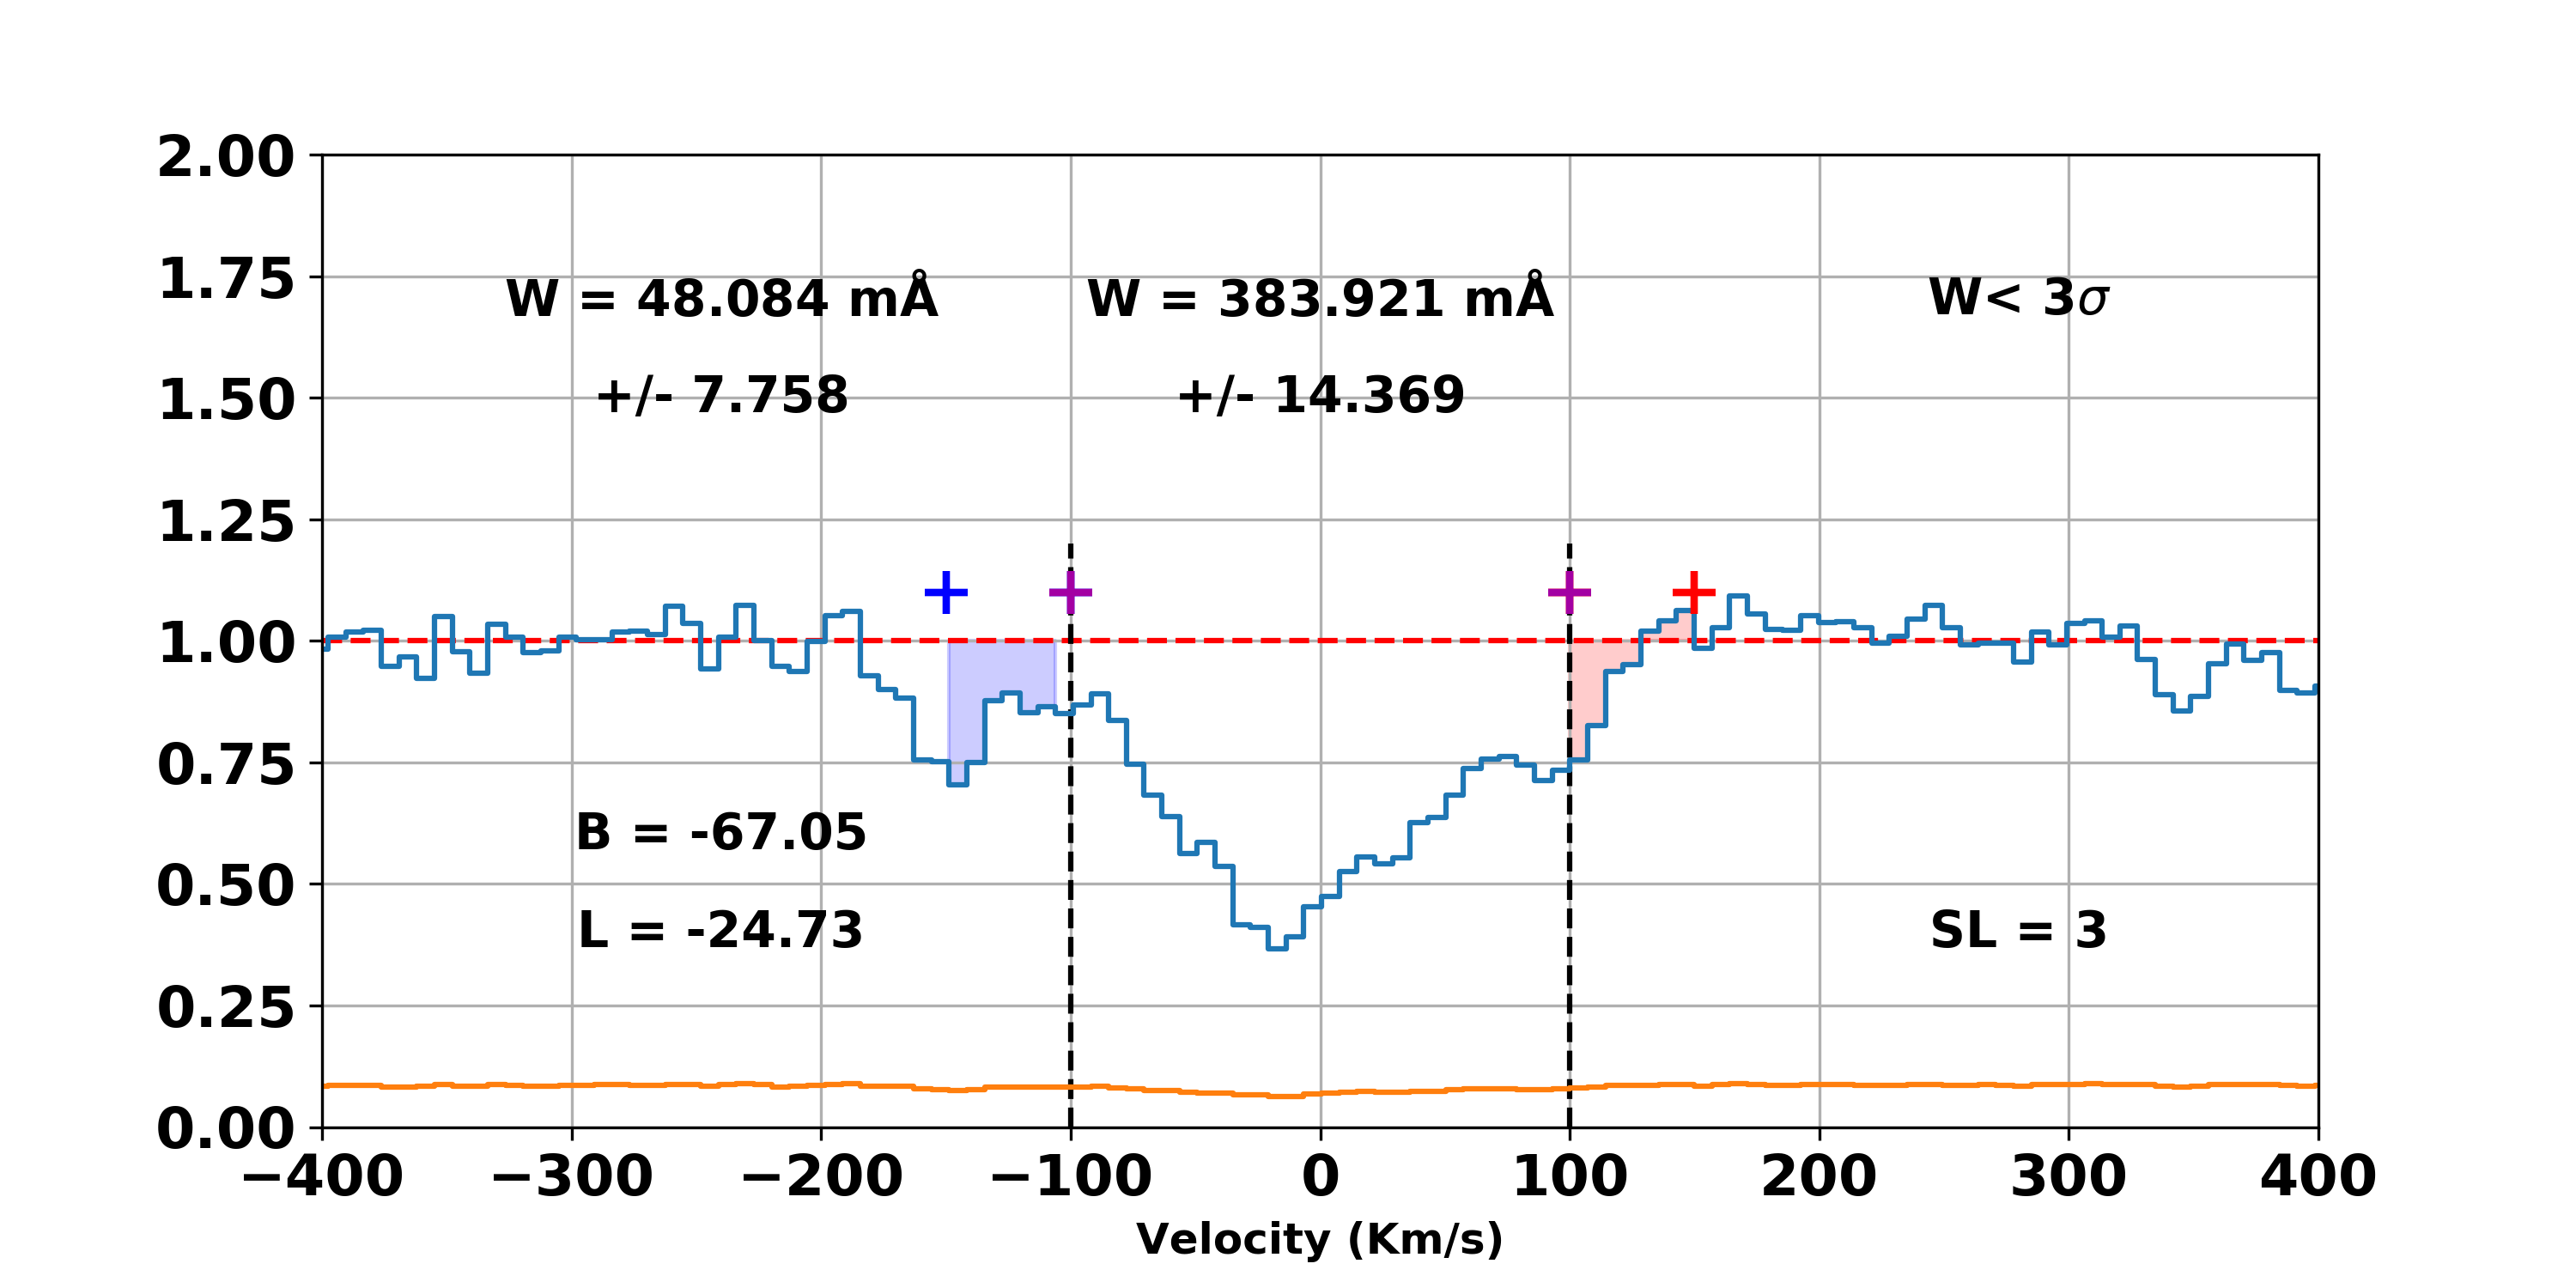 2.00
1.75
W = 48.084 mÅ W = 383.921 mÅ W< 3σ
+/- 7.758 +/- 14.369
1.50
1.25
1.00
0.75
B = -67.05
0.50
L = -24.73 SL = 3
0.25
0.00
−400 −300 −200 −100 0 100 200 300 400
Velocity (Km/s)